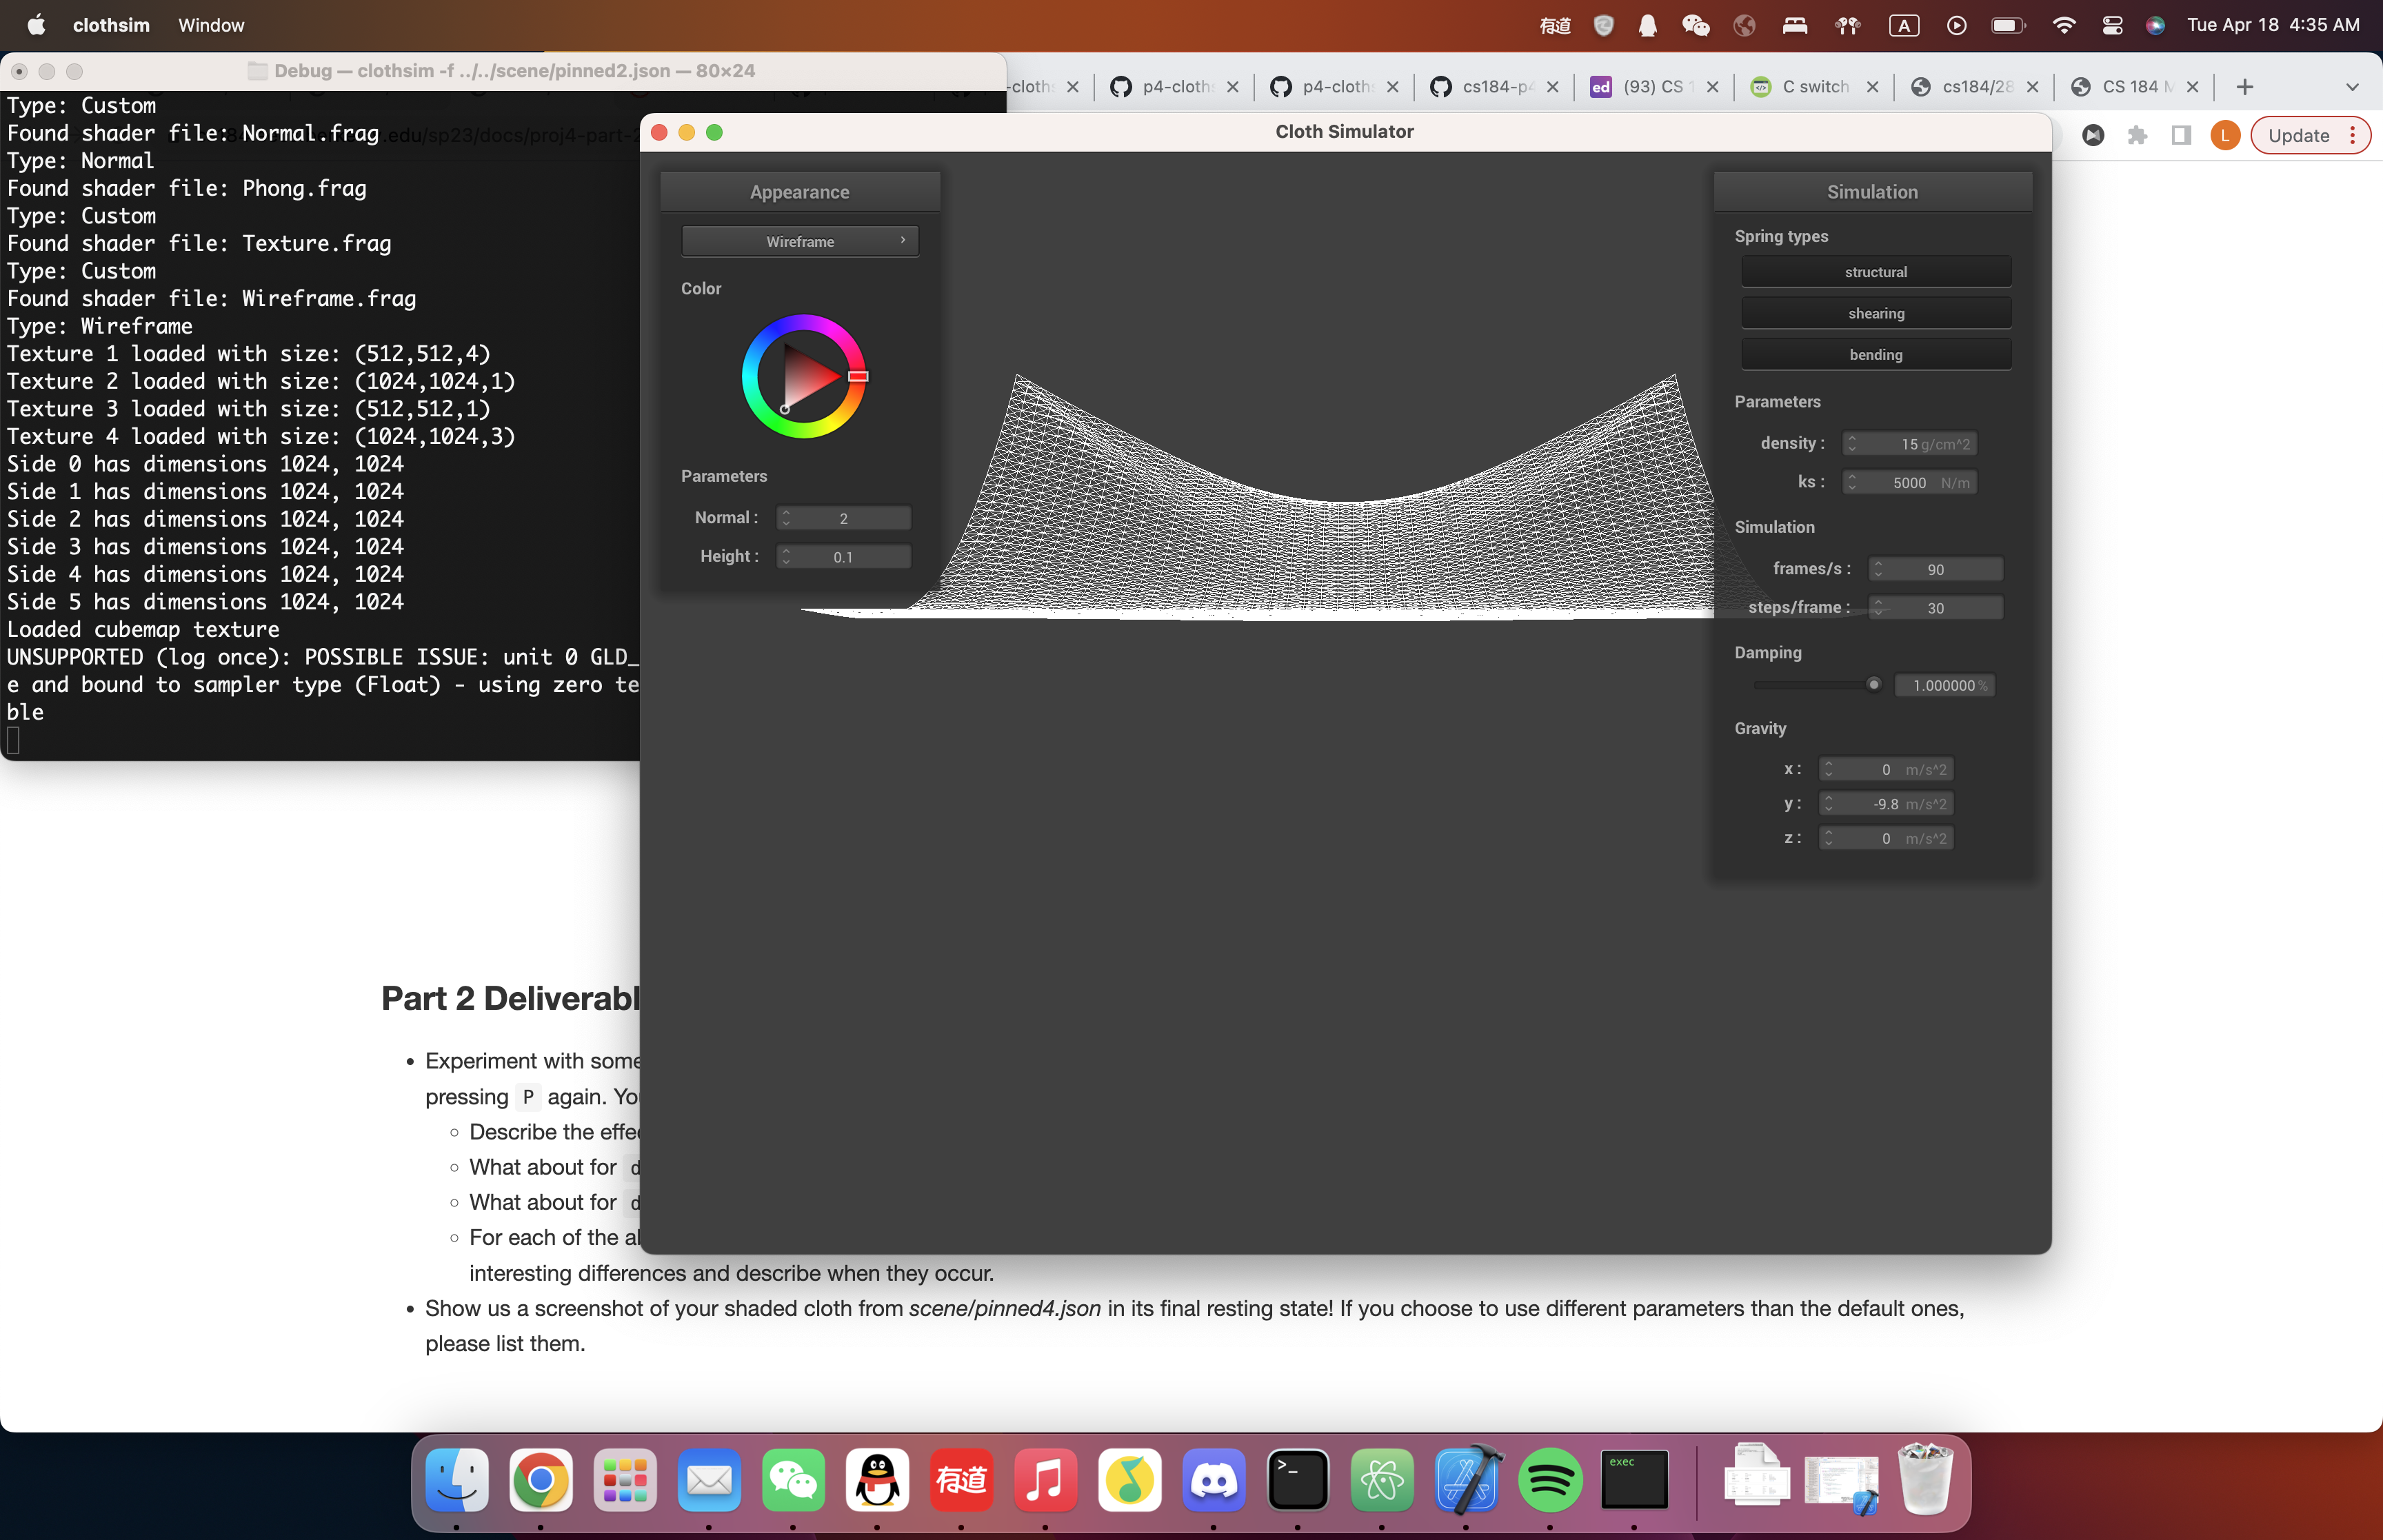 clothsim Window
有道
A
Tue Apr 18 4:35 AM
Debug — clothsim -f ../../scene/pinned2.json — 80×24
-cloths
p4-cloths
p4-cloths
cs184-p4
ed (93) CS 1
C switch
cs184/28
CS 184 M
.edu/sp23/docs/proj4-part-2
L
Update
Type: Custom
Found shader file: Normal.frag
Type: Normal
Found shader file: Phong.frag
Type: Custom
Found shader file: Texture.frag
Type: Custom
Found shader file: Wireframe.frag
Type: Wireframe
Texture 1 loaded with size: (512,512,4)
Texture 2 loaded with size: (1024,1024,1)
Texture 3 loaded with size: (512,512,1)
Texture 4 loaded with size: (1024,1024,3)
Side 0 has dimensions 1024, 1024
Side 1 has dimensions 1024, 1024
Side 2 has dimensions 1024, 1024
Side 3 has dimensions 1024, 1024
Side 4 has dimensions 1024, 1024
Side 5 has dimensions 1024, 1024
Loaded cubemap texture
UNSUPPORTED (log once): POSSIBLE ISSUE: unit 0 GLD_
e and bound to sampler type (Float) - using zero te
ble
Cloth Simulator
Appearance
Wireframe
Color
Parameters
Normal : 2
Height : 0.1
Simulation
Spring types
structural
shearing
bending
Parameters
density : 15 g/cm^2
ks : 5000 N/m
Simulation
frames/s : 90
steps/frame : 30
Damping
1.000000 %
Gravity
x : 0 m/s^2
y : -9.8 m/s^2
z : 0 m/s^2
Part 2 Deliverabl
Experiment with some
pressing P again. You
Describe the effe
What about for d
What about for d
For each of the a
interesting differences and describe when they occur.
Show us a screenshot of your shaded cloth from scene/pinned4.json in its final resting state! If you choose to use different parameters than the default ones,
please list them.
有道
exec